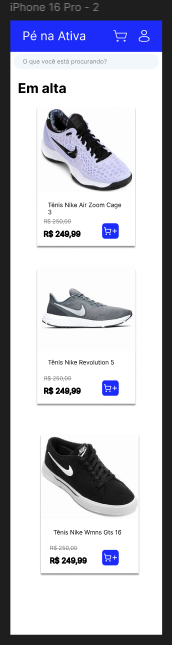 iPhone 16 Pro - 2
Pé na Ativa
O que você está procurando?
Em alta
Tênis Nike Air Zoom Cage
3
R$ 250,00
R$ 249,99
Tênis Nike Revolution 5
R$ 250,00
R$ 249,99
Tênis Nike Wmns Gts 16
R$ 250,00
R$ 249,99